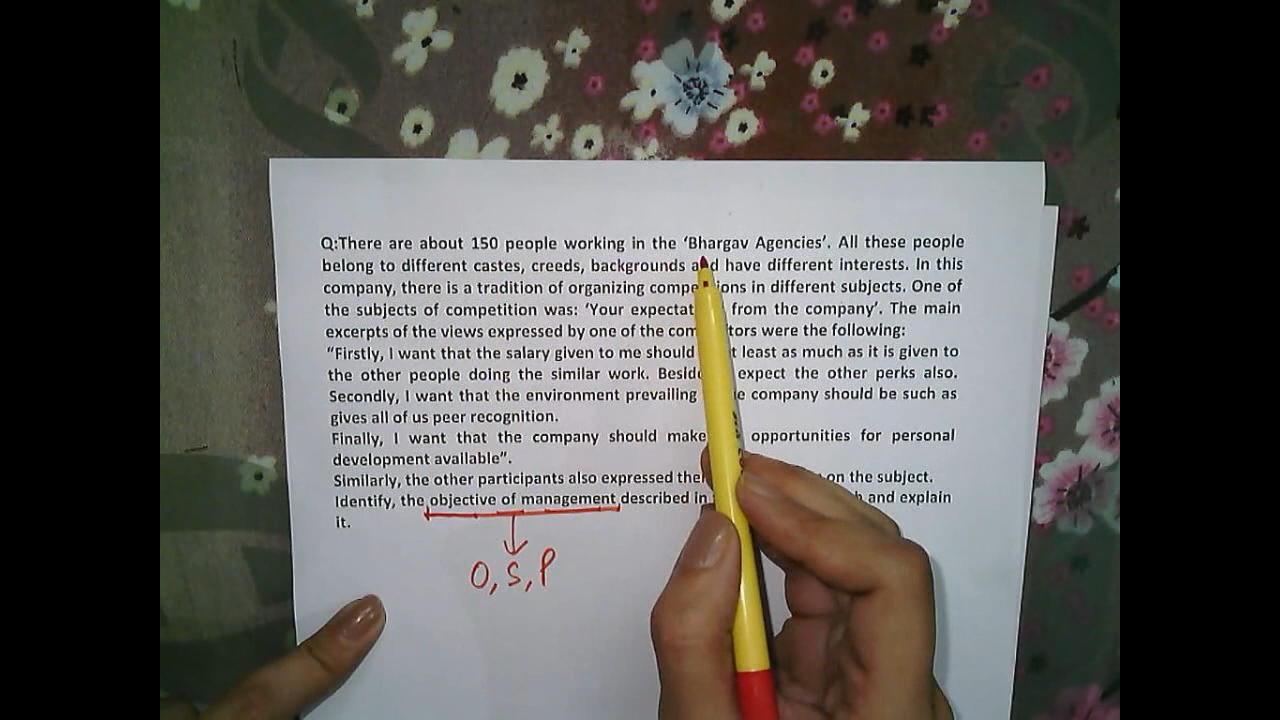 Q:There are about 150 people working in the ‘Bhargav Agencies’. All these people
belong to different castes, creeds, backgrounds and have different interests. In this
company, there is a tradition of organizing compe ions in different subjects. One of
the subjects of competition was: ‘Your expectat from the company’. The main
excerpts of the views expressed by one of the com tors were the following:
“Firstly, I want that the salary given to me should t least as much as it is given to
the other people doing the similar work. Besid expect the other perks also.
Secondly, I want that the environment prevailing company should be such as
gives all of us peer recognition.
Finally, I want that the company should make opportunities for personal
development available”.
Similarly, the other participants also expressed on the subject.
Identify, the objective of management described in and explain
it.
O, S, P